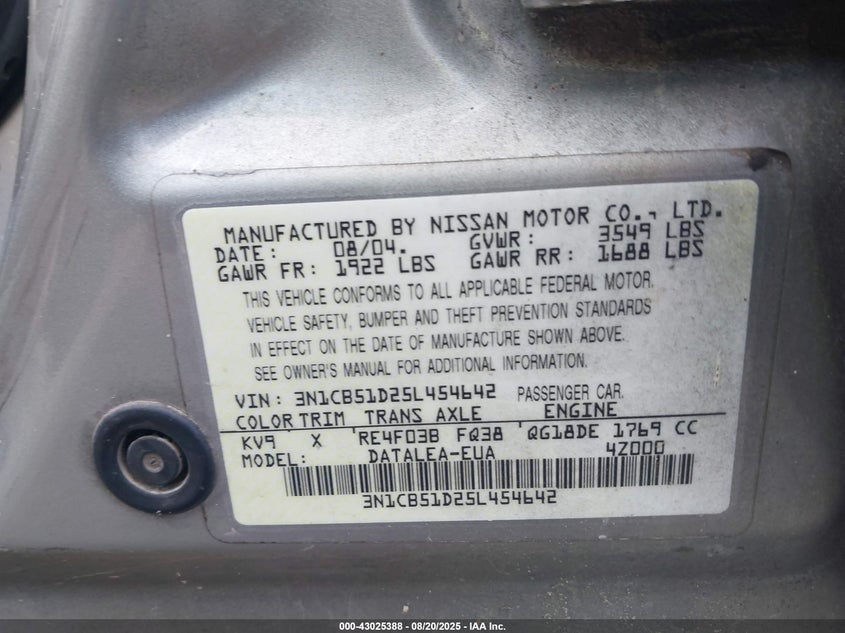 MANUFACTURED BY NISSAN MOTOR CO., LTD.
DATE: 08/04. GVWR: 3549 LBS
GAWR FR: 1922 LBS GAWR RR: 1688 LBS
THIS VEHICLE CONFORMS TO ALL APPLICABLE FEDERAL MOTOR.
VEHICLE SAFETY, BUMPER AND THEFT PREVENTION STANDARDS
IN EFFECT ON THE DATE OF MANUFACTURE SHOWN ABOVE.
SEE OWNER'S MANUAL FOR ADDITIONAL INFORMATION.
VIN: 3N1CB51D25L454642 PASSENGER CAR.
COLOR TRIM TRANS AXLE ENGINE
KV9 X RE4F03B FQ38 QG18DE 1769 CC
MODEL: DATALEA-EUA 4Z000
3N1CB51D25L454642
000-43025388 - 08/20/2025 - IAA Inc.